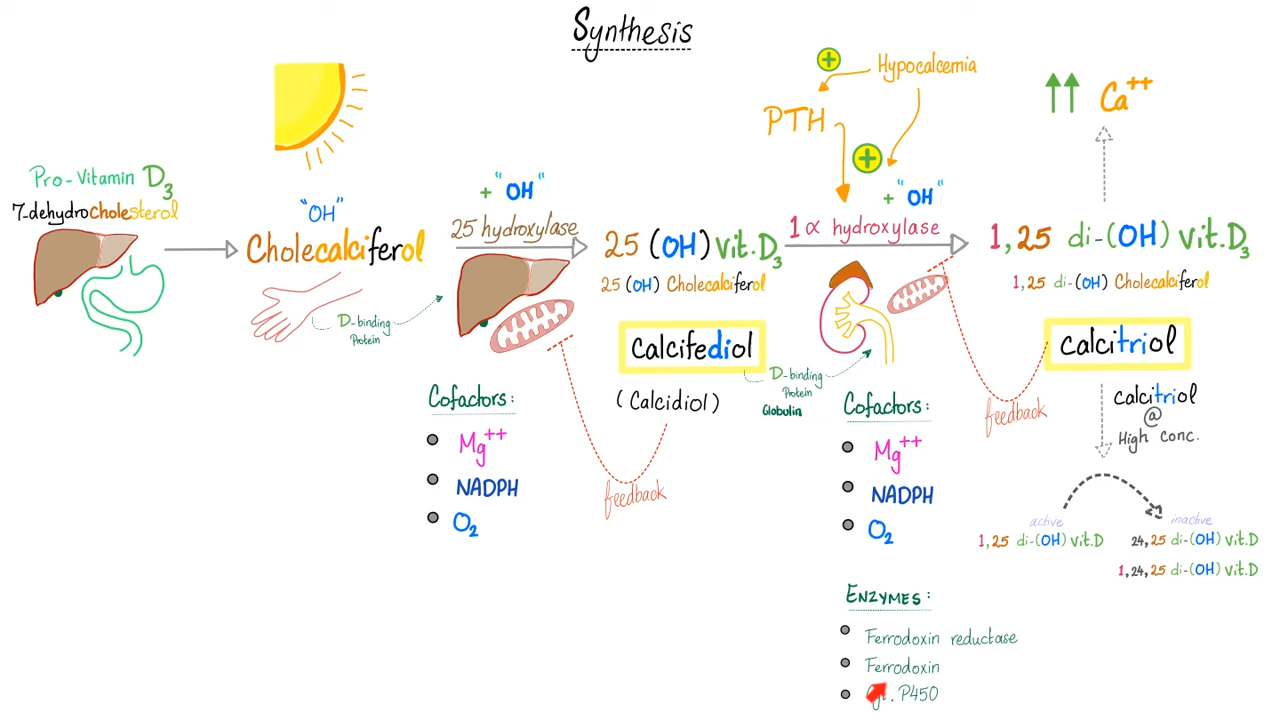 Synthesis
Pro-Vitamin D3
7-dehydrocholesterol
"OH"
Cholecalciferol
D-binding
Protein
+ "OH"
25 hydroxylase
25 (OH) vit.D3
25 (OH) Cholecalciferol
calcifediol
(Calcidiol)
feedback
Cofactors:
Mg++
NADPH
O2
D-binding
Protein
Globulin
+
Hypocalcemia
PTH
+
+ "OH"
1α hydroxylase
Cofactors:
Mg++
NADPH
O2
Enzymes:
Ferrodoxin reductase
Ferrodoxin
. P450
Ca++
1,25 di-(OH) vit.D3
1,25 di-(OH) Cholecalciferol
calcitriol
feedback
calcitriol
@
High conc.
active
1,25 di-(OH) vit.D
inactive
24,25 di-(OH) vit.D
1,24,25 di-(OH) vit.D